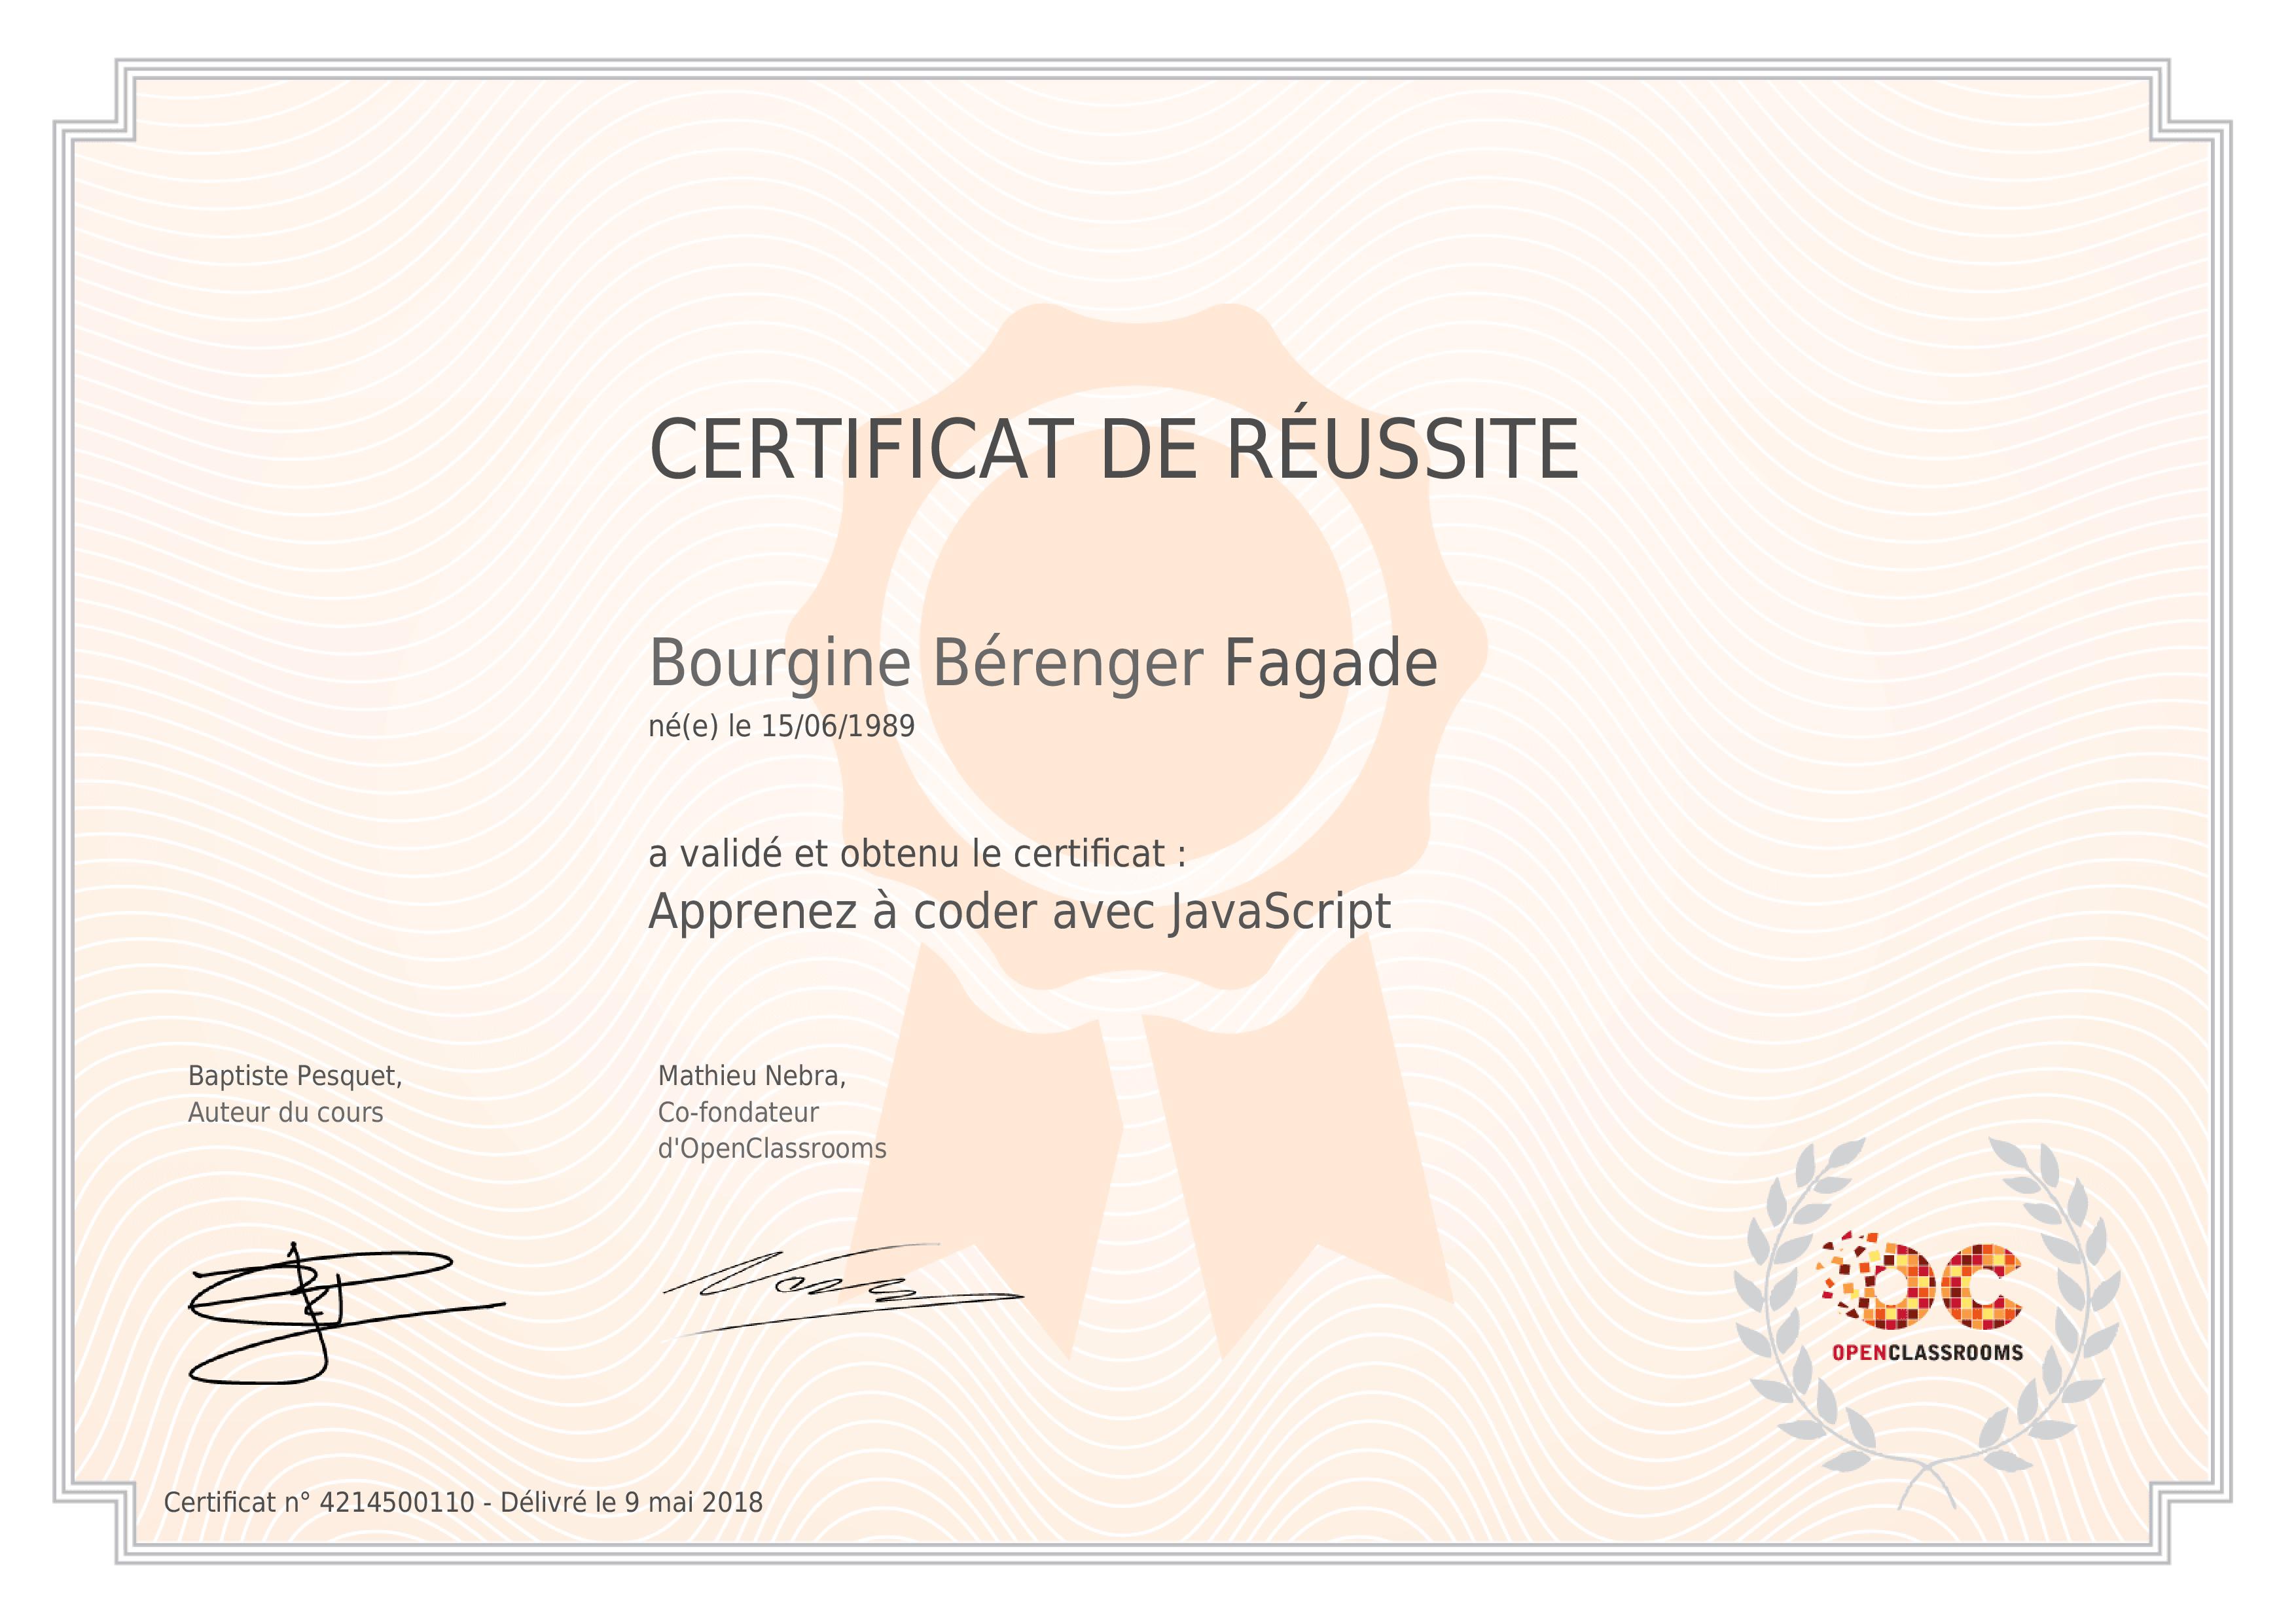 CERTIFICAT DE RÉUSSITE
Bourgine Bérenger Fagade
né(e) le 15/06/1989
a validé et obtenu le certificat :
Apprenez à coder avec JavaScript
Baptiste Pesquet,
Auteur du cours
Mathieu Nebra,
Co-fondateur
d'OpenClassrooms
OC
OPENCLASSROOMS
Certificat n° 4214500110 - Délivré le 9 mai 2018